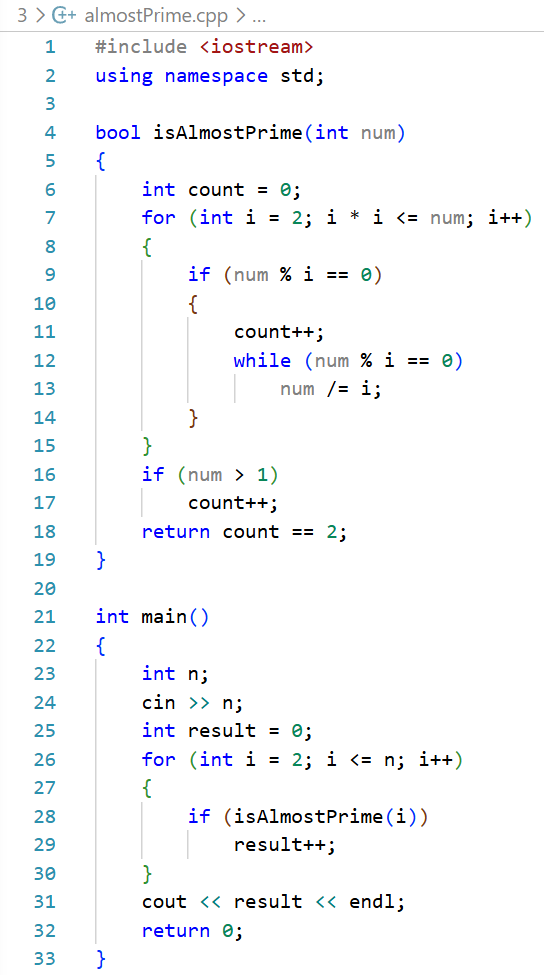 3 > C++ almostPrime.cpp > ...
1 #include <iostream>
2 using namespace std;
3
4 bool isAlmostPrime(int num)
5 {
6     int count = 0;
7     for (int i = 2; i * i <= num; i++)
8     {
9         if (num % i == 0)
10         {
11             count++;
12             while (num % i == 0)
13                 num /= i;
14         }
15     }
16     if (num > 1)
17         count++;
18     return count == 2;
19 }
20
21 int main()
22 {
23     int n;
24     cin >> n;
25     int result = 0;
26     for (int i = 2; i <= n; i++)
27     {
28         if (isAlmostPrime(i))
29             result++;
30     }
31     cout << result << endl;
32     return 0;
33 }